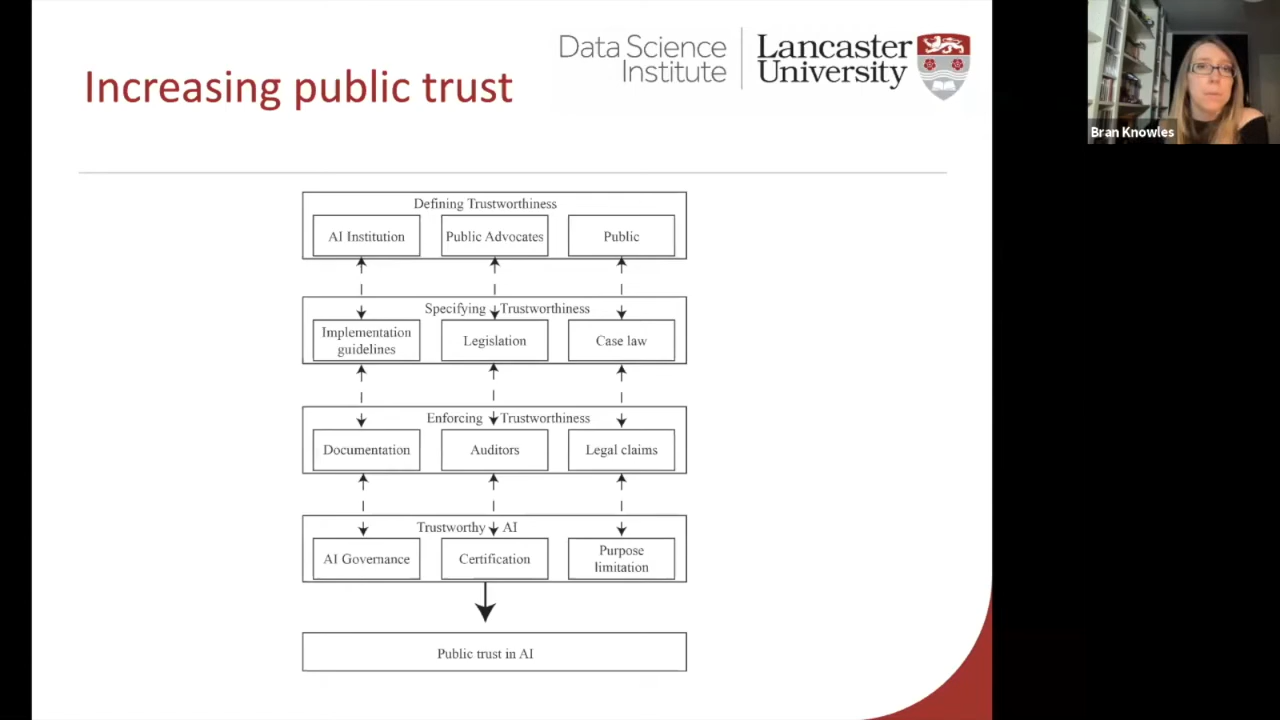 Increasing public trust
Data Science
Institute
Lancaster
University
Bran Knowles
Defining Trustworthiness
AI Institution
Public Advocates
Public
Specifying Trustworthiness
Implementation
guidelines
Legislation
Case law
Enforcing Trustworthiness
Documentation
Auditors
Legal claims
Trustworthy AI
AI Governance
Certification
Purpose
limitation
Public trust in AI